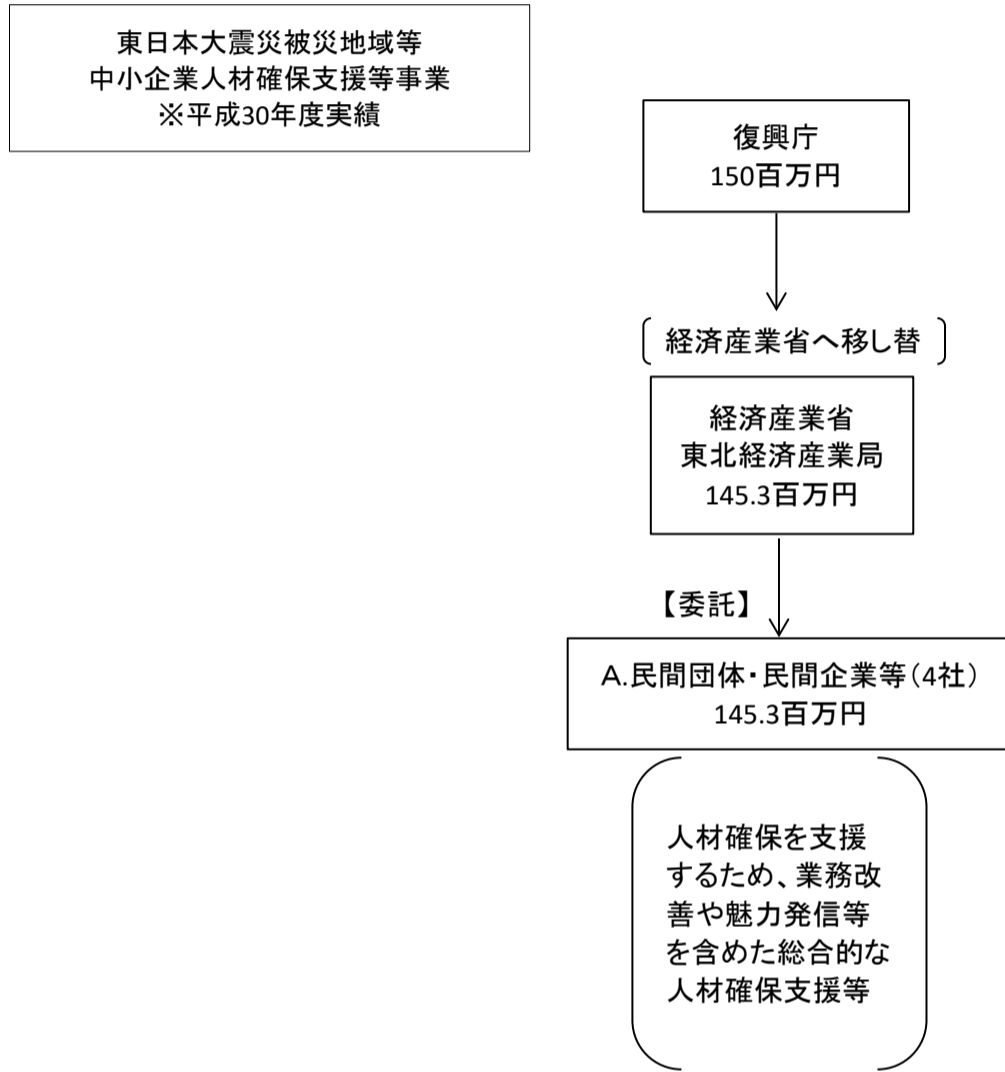 東日本大震災被災地域等
中小企業人材確保支援等事業
※平成30年度実績
復興庁
150百万円
経済産業省へ移し替
経済産業省
東北経済産業局
145.3百万円
【委託】
A.民間団体・民間企業等（4社）
145.3百万円
人材確保を支援
するため、業務改
善や魅力発信等
を含めた総合的な
人材確保支援等